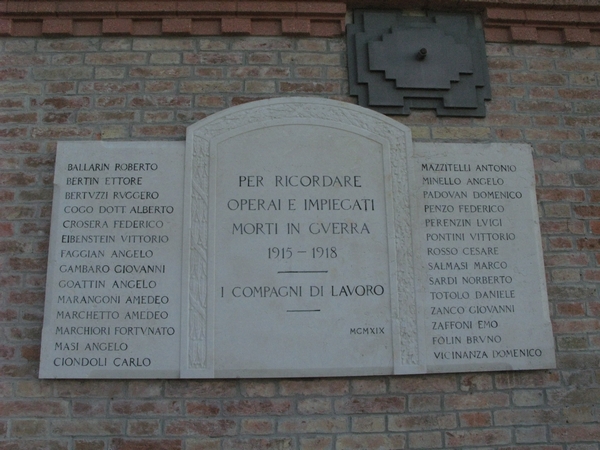 BALLARIN ROBERTO
BERTIN ETTORE
BERTVZZI RVGGERO
COGO DOTT ALBERTO
CROSERA FEDERICO
EIBENSTEIN VITTORIO
FAGGIAN ANGELO
GAMBARO GIOVANNI
GOATTIN ANGELO
MARANGONI AMEDEO
MARCHETTO AMEDEO
MARCHIORI FORTVNATO
MASI ANGELO
CIONDOLI CARLO
PER RICORDARE
OPERAI E IMPIEGATI
MORTI IN GVERRA
1915 - 1918
I COMPAGNI DI LAVORO
MCMXIX
MAZZITELLI ANTONIO
MINELLO ANGELO
PADOVAN DOMENICO
PENZO FEDERICO
PERENZIN LVIGI
PONTINI VITTORIO
ROSSO CESARE
SALMASI MARCO
SARDI NORBERTO
TOTOLO DANIELE
ZANCO GIOVANNI
ZAFFONI EMO
FOLIN BRVNO
VICINANZA DOMENICO